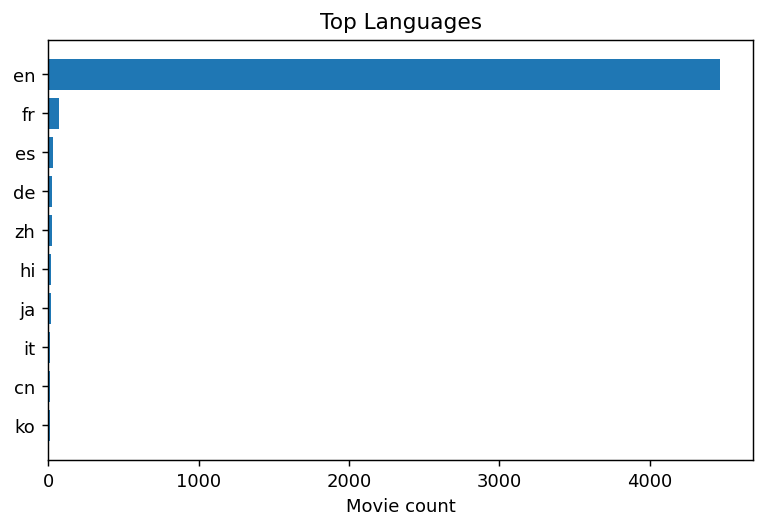 Top Languages
en
fr
es
de
zh
hi
ja
it
cn
ko
0 1000 2000 3000 4000
Movie count